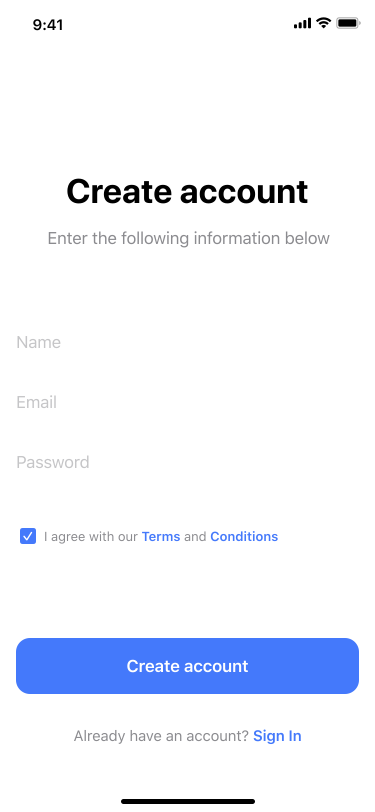 9:41
Create account
Enter the following information below
Name
Email
Password
I agree with our Terms and Conditions
Create account
Already have an account? Sign In